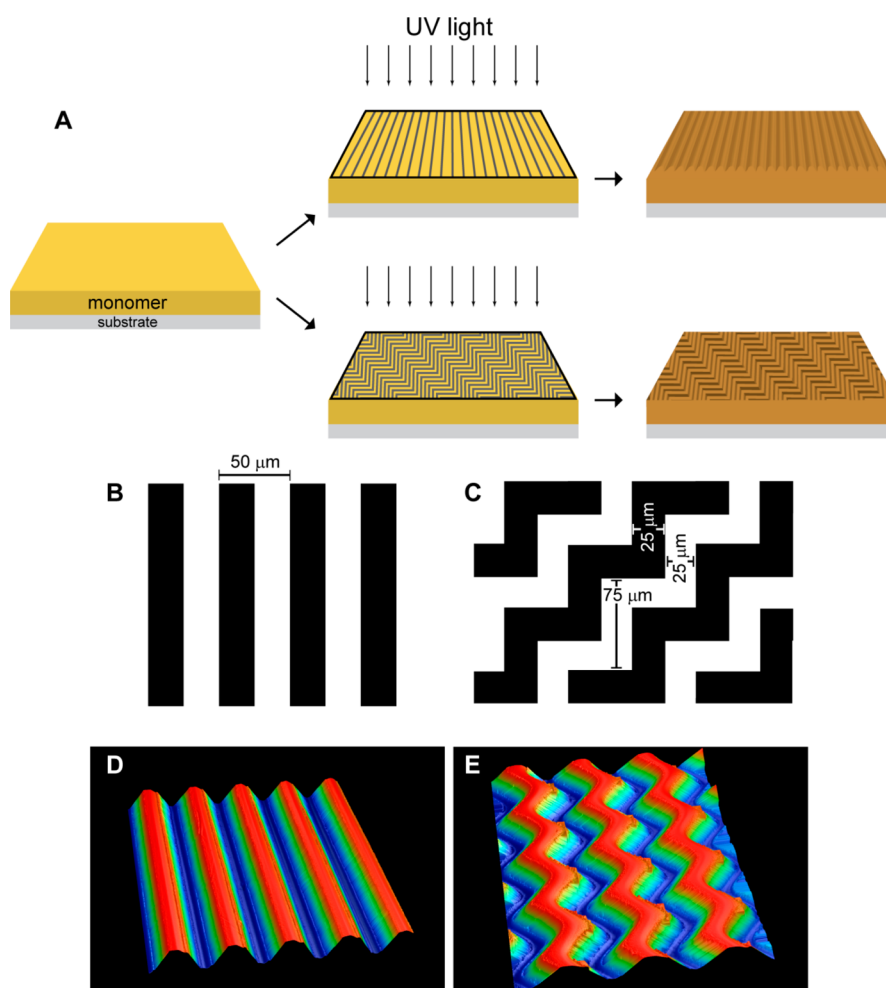 UV light
A
monomer
substrate
B
50 μm
C
25 μm
25 μm
75 μm
D
E